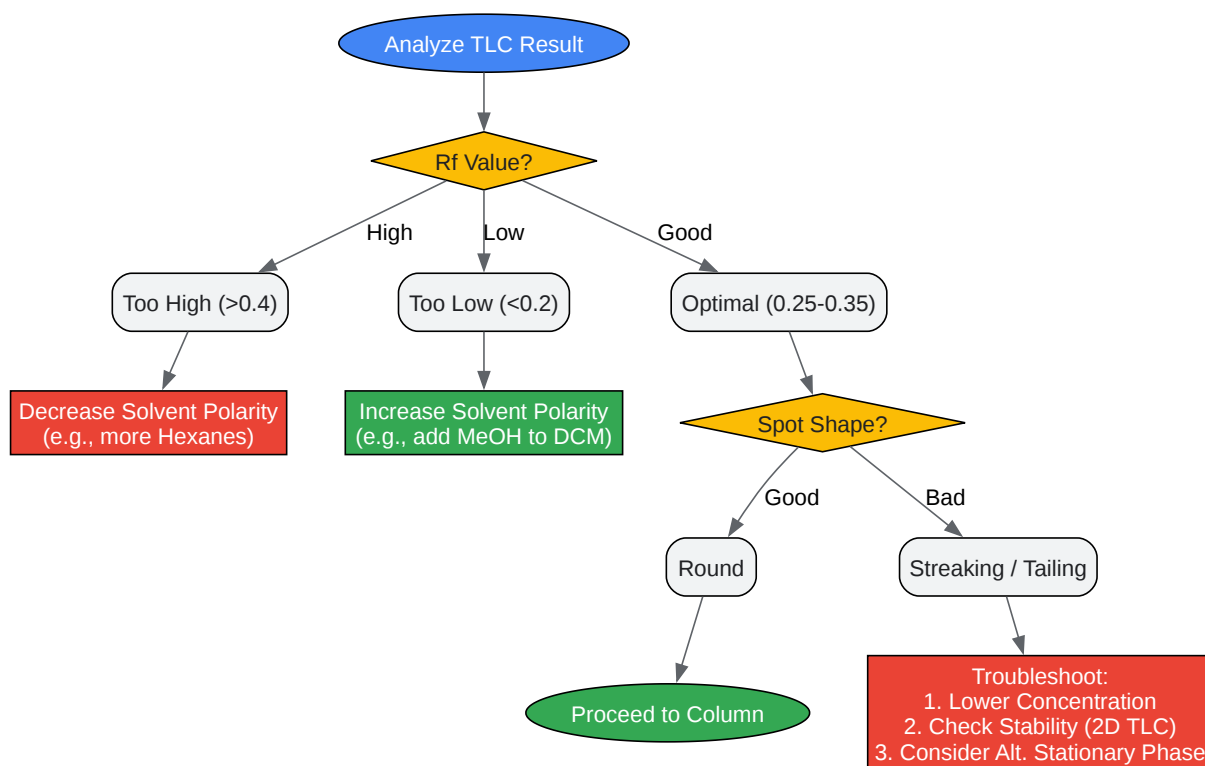 Analyze TLC Result
Rf Value?
High
Low
Good
Too High (>0.4)
Too Low (<0.2)
Optimal (0.25-0.35)
Decrease Solvent Polarity
(e.g., more Hexanes)
Increase Solvent Polarity
(e.g., add MeOH to DCM)
Spot Shape?
Good
Bad
Round
Streaking / Tailing
Proceed to Column
Troubleshoot:
1. Lower Concentration
2. Check Stability (2D TLC)
3. Consider Alt. Stationary Phase